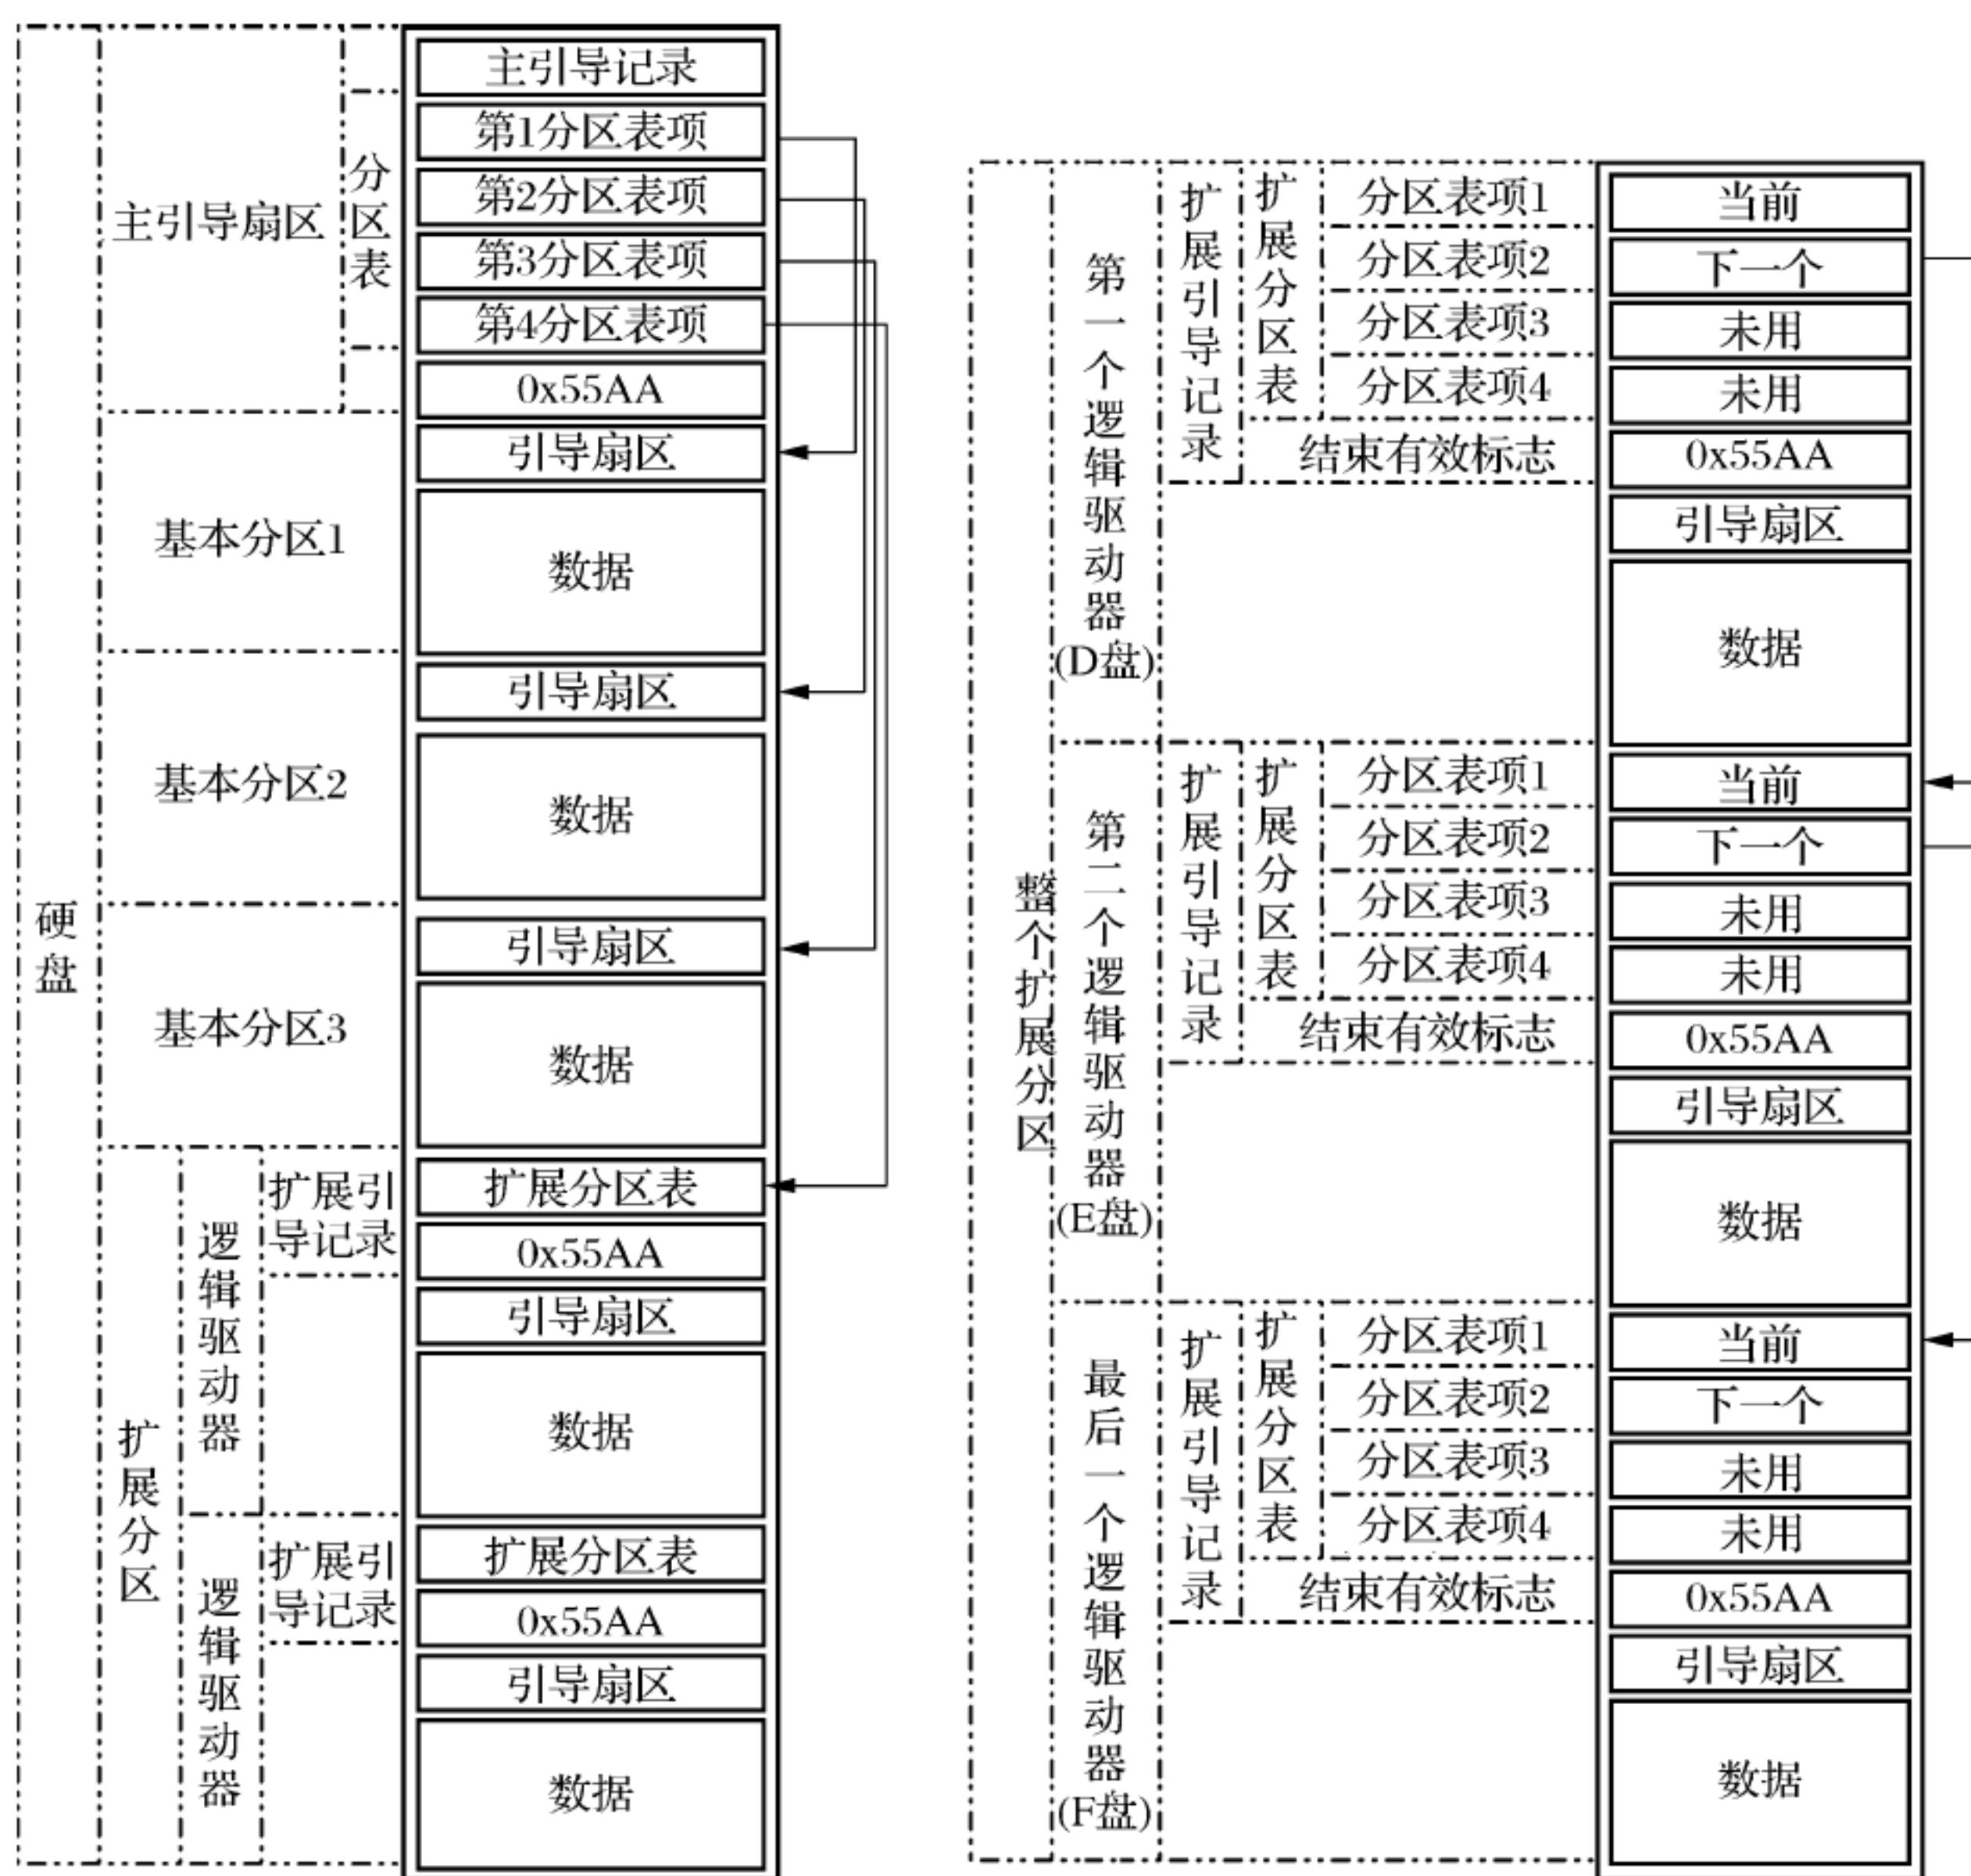 硬盘
主引导扇区
分区表
主引导记录
第1分区表项
第2分区表项
第3分区表项
第4分区表项
0x55AA
基本分区1
引导扇区
数据
基本分区2
引导扇区
数据
基本分区3
引导扇区
数据
扩展分区
逻辑驱动器
扩展引
导记录
扩展分区表
0x55AA
引导扇区
数据
逻辑驱动器
扩展引
导记录
扩展分区表
0x55AA
引导扇区
数据
整个扩展分区
第一个逻辑驱动器
(D盘)
扩展引导记录
扩展分区表
分区表项1
当前
分区表项2
下一个
分区表项3
未用
分区表项4
未用
结束有效标志
0x55AA
引导扇区
数据
第二个逻辑驱动器
(E盘)
扩展引导记录
扩展分区表
分区表项1
当前
分区表项2
下一个
分区表项3
未用
分区表项4
未用
结束有效标志
0x55AA
引导扇区
数据
最后一个逻辑驱动器
(F盘)
扩展引导记录
扩展分区表
分区表项1
当前
分区表项2
下一个
分区表项3
未用
分区表项4
未用
结束有效标志
0x55AA
引导扇区
数据